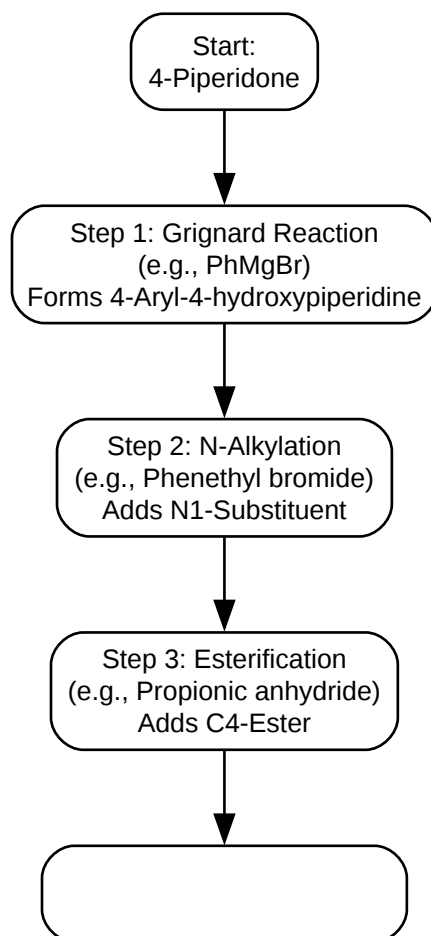 Start:
4-Piperidone
Step 1: Grignard Reaction
(e.g., PhMgBr)
Forms 4-Aryl-4-hydroxypiperidine
Step 2: N-Alkylation
(e.g., Phenethyl bromide)
Adds N1-Substituent
Step 3: Esterification
(e.g., Propionic anhydride)
Adds C4-Ester